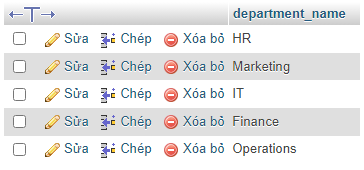 department_name
Sửa Chép Xóa bỏ HR
Sửa Chép Xóa bỏ Marketing
Sửa Chép Xóa bỏ IT
Sửa Chép Xóa bỏ Finance
Sửa Chép Xóa bỏ Operations